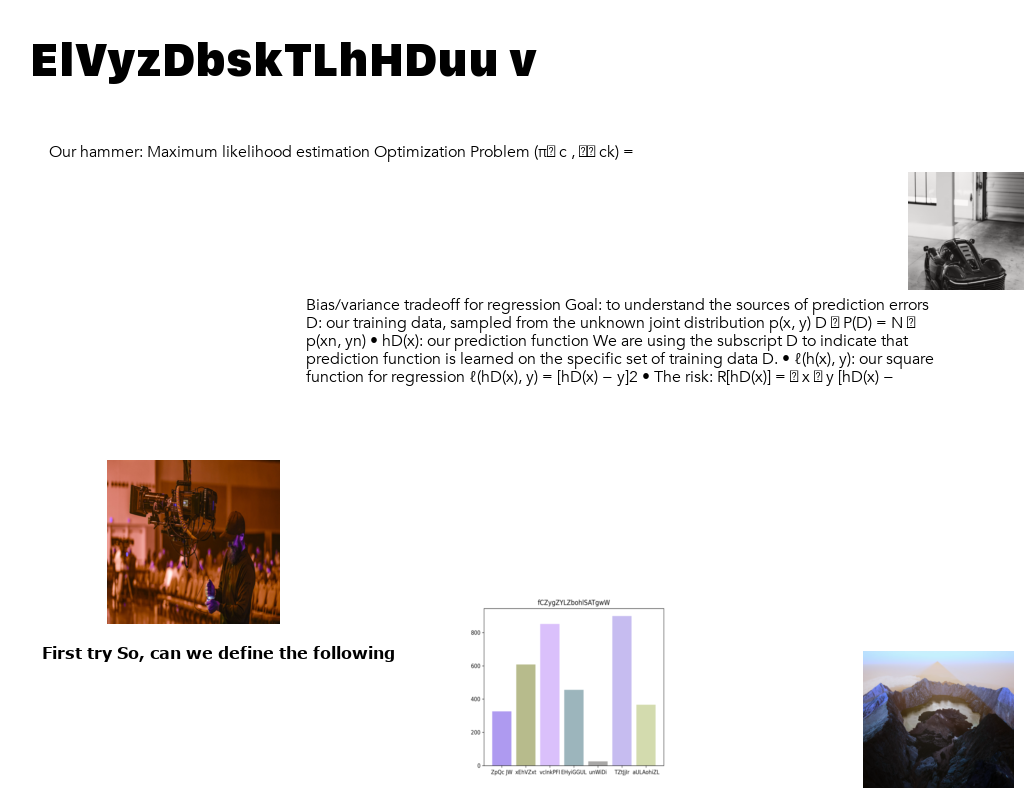 ElVyzDbskTLhHDuu v
Our hammer: Maximum likelihood estimation Optimization Problem (π c , ck) =
Bias/variance tradeoff for regression Goal: to understand the sources of prediction errors
D: our training data, sampled from the unknown joint distribution p(x, y) D P(D) = N
p(xn, yn) • hD(x): our prediction function We are using the subscript D to indicate that
prediction function is learned on the specific set of training data D. • ℓ(h(x), y): our square
function for regression ℓ(hD(x), y) = [hD(x) − y]2 • The risk: R[hD(x)] = x y [hD(x) −
First try So, can we define the following
fCZygZYLZbohlSATgwW
800
600
400
200
0
ZpQc JW xEhVZxt vcInkPFl EHyiGGUL unWiDi TZtJjlr aULAohIZL